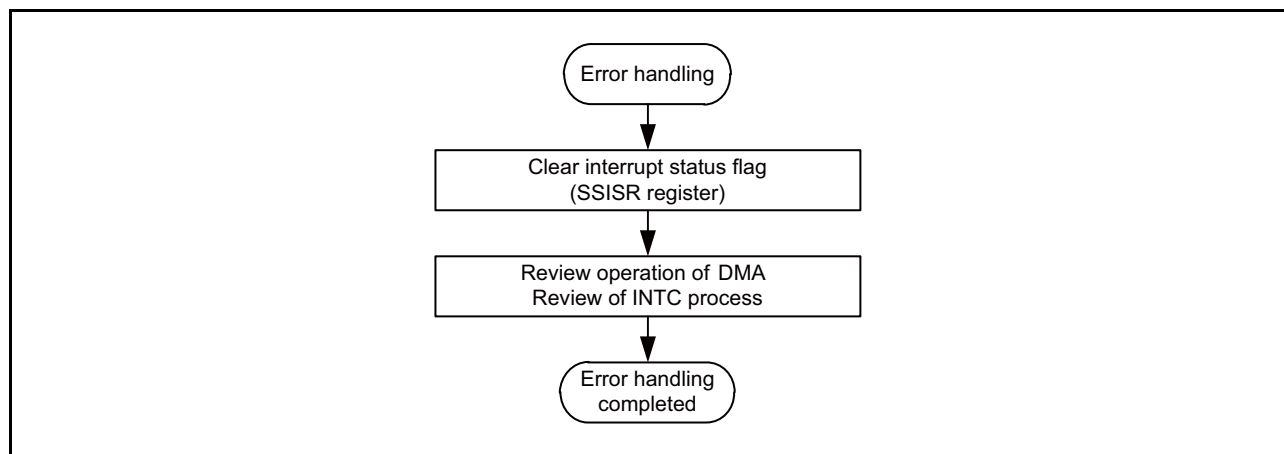 Error handling
Clear interrupt status flag
(SSISR register)
Review operation of DMA
Review of INTC process
Error handling
completed